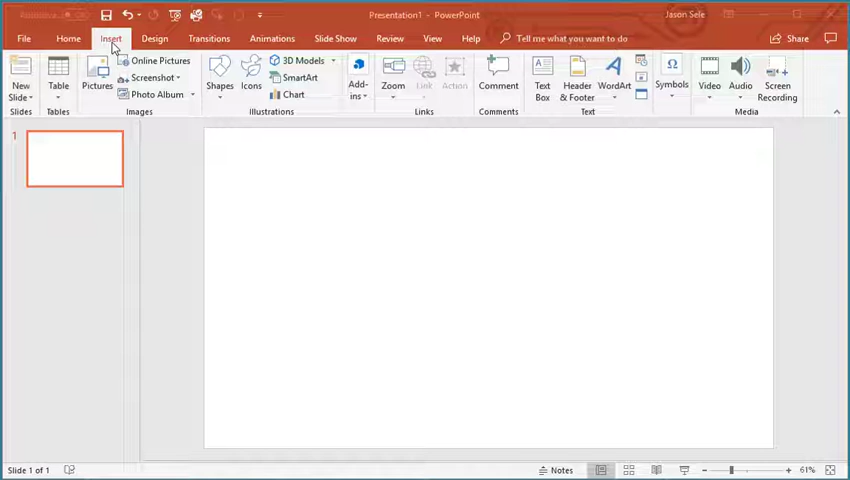 Presentation1 - PowerPoint
Jason Sele
File Home Insert Design Transitions Animations Slide Show Review View Help Tell me what you want to do Share
New Slide
Table
Pictures
Online Pictures
Screenshot
Photo Album
Shapes
Icons
3D Models
SmartArt
Chart
Add-ins
Zoom
Link
Action
Comment
Text Box
Header & Footer
WordArt
Symbols
Video
Audio
Screen Recording
Slides Tables Images Illustrations Links Comments Text Media
1
Slide 1 of 1
Notes
61%